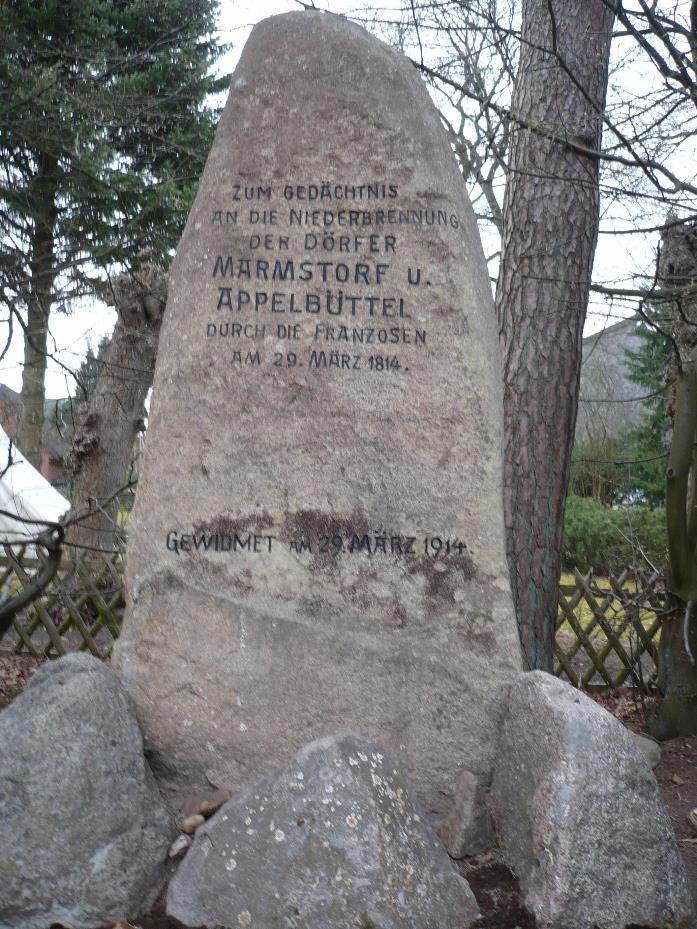 ZUM GEDÄCHTNIS
AN DIE NIEDERBRENNUNG
DER DÖRFER
MARMSTORF U.
APPELBÜTTEL
DURCH DIE FRANZOSEN
AM 29. MÄRZ 1814.
GEWIDMET AM 29. MÄRZ 1914.